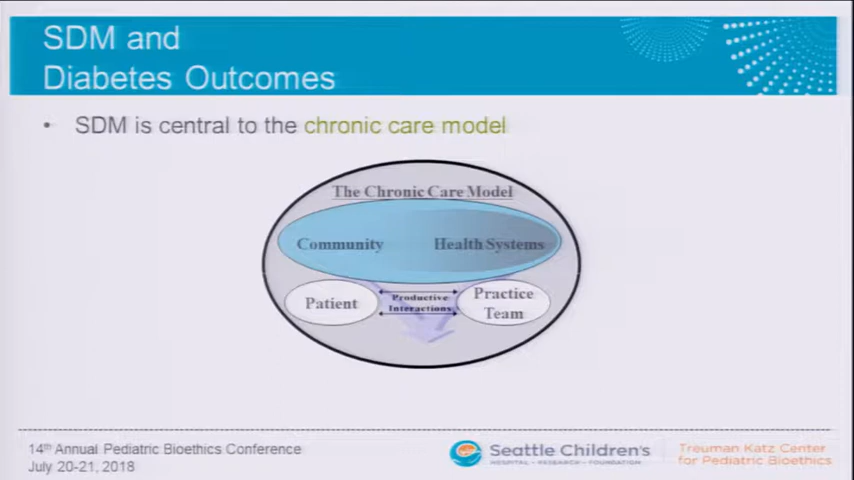 SDM and
Diabetes Outcomes
• SDM is central to the chronic care model
The Chronic Care Model
Community
Health Systems
Patient
Productive
Interactions
Practice
Team
14th Annual Pediatric Bioethics Conference
July 20-21, 2018
Seattle Children's
HOSPITAL • RESEARCH • FOUNDATION
Treuman Katz Center
for Pediatric Bioethics